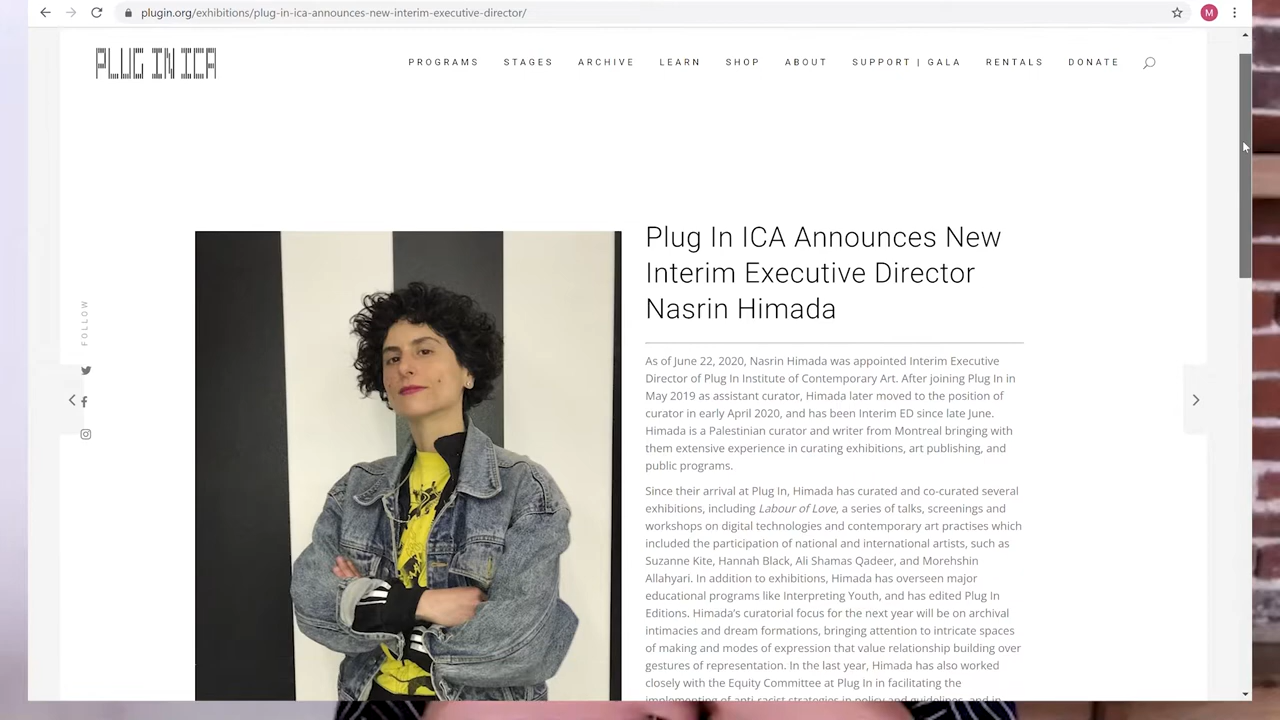 plugin.org/exhibitions/plug-in-ica-announces-new-interim-executive-director/
M
PLUG IN ICA
PROGRAMS STAGES ARCHIVE LEARN SHOP ABOUT SUPPORT | GALA RENTALS DONATE
FOLLOW
Plug In ICA Announces New
Interim Executive Director
Nasrin Himada
As of June 22, 2020, Nasrin Himada was appointed Interim Executive
Director of Plug In Institute of Contemporary Art. After joining Plug In in
May 2019 as assistant curator, Himada later moved to the position of
curator in early April 2020, and has been Interim ED since late June.
Himada is a Palestinian curator and writer from Montreal bringing with
them extensive experience in curating exhibitions, art publishing, and
public programs.
Since their arrival at Plug In, Himada has curated and co-curated several
exhibitions, including Labour of Love, a series of talks, screenings and
workshops on digital technologies and contemporary art practises which
included the participation of national and international artists, such as
Suzanne Kite, Hannah Black, Ali Shamas Qadeer, and Morehshin
Allahyari. In addition to exhibitions, Himada has overseen major
educational programs like Interpreting Youth, and has edited Plug In
Editions. Himada's curatorial focus for the next year will be on archival
intimacies and dream formations, bringing attention to intricate spaces
of making and modes of expression that value relationship building over
gestures of representation. In the last year, Himada has also worked
closely with the Equity Committee at Plug In in facilitating the
implementing of anti-racist strategies in policy and guidelines, and in